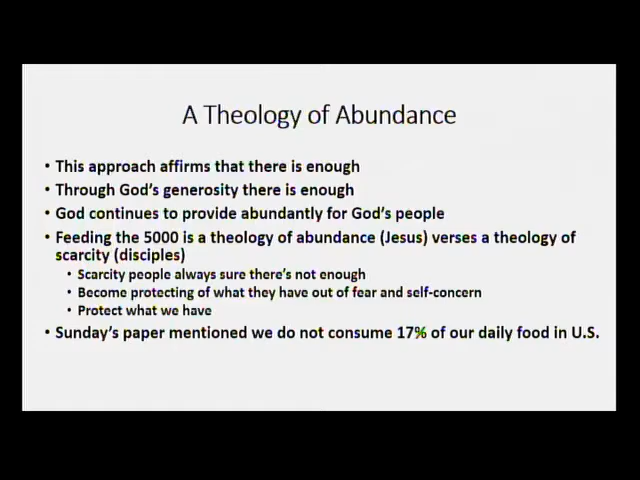 A Theology of Abundance
• This approach affirms that there is enough
• Through God's generosity there is enough
• God continues to provide abundantly for God's people
• Feeding the 5000 is a theology of abundance (Jesus) verses a theology of
scarcity (disciples)
• Scarcity people always sure there's not enough
• Become protecting of what they have out of fear and self-concern
• Protect what we have
• Sunday's paper mentioned we do not consume 17% of our daily food in U.S.